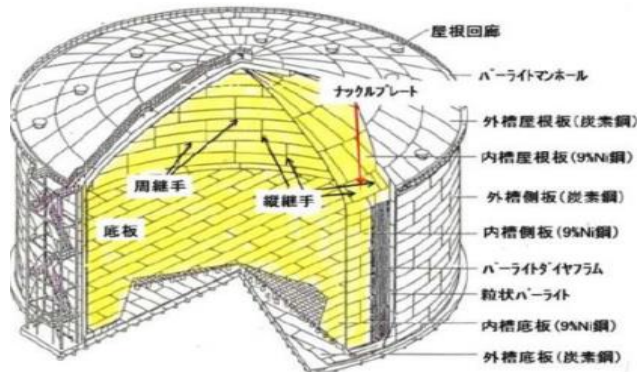 屋根回廊
パーライトマンホール
ナックルプレート
外槽屋根板(炭素鋼)
内槽屋根板(9%Ni鋼)
周継手
縦継手
外槽側板(炭素鋼)
底板
内槽側板(9%Ni鋼)
パーライトダイヤフラム
粒状パーライト
内槽底板(9%Ni鋼)
外槽底板(炭素鋼)